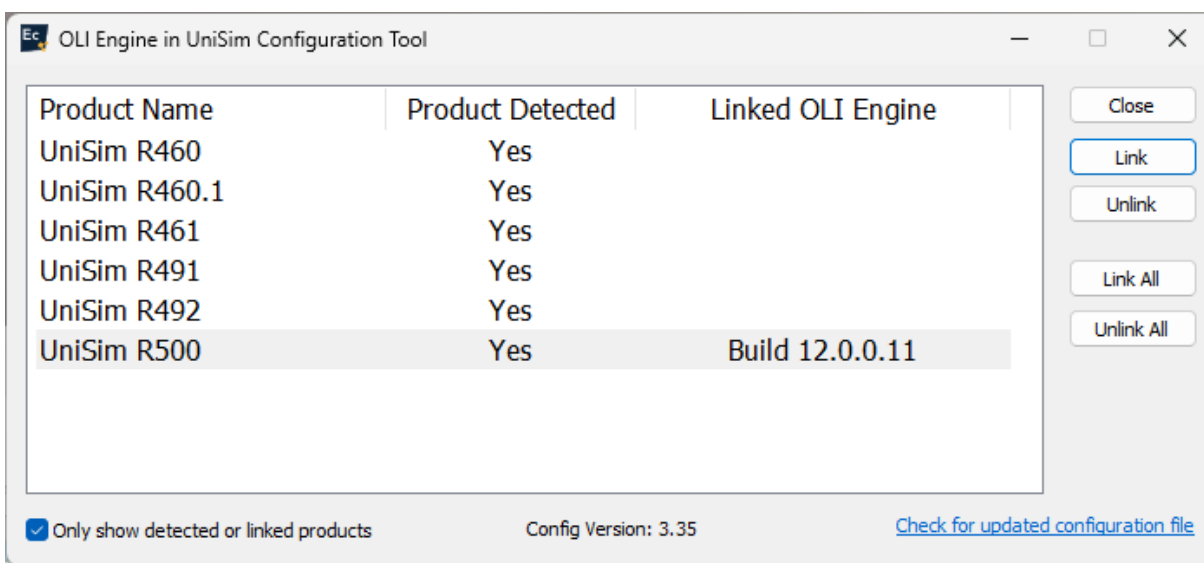 Ec OLI Engine in UniSim Configuration Tool
Product Name Product Detected Linked OLI Engine
UniSim R460 Yes
UniSim R460.1 Yes
UniSim R461 Yes
UniSim R491 Yes
UniSim R492 Yes
UniSim R500 Yes Build 12.0.0.11
Close
Link
Unlink
Link All
Unlink All
Only show detected or linked products Config Version: 3.35 Check for updated configuration file